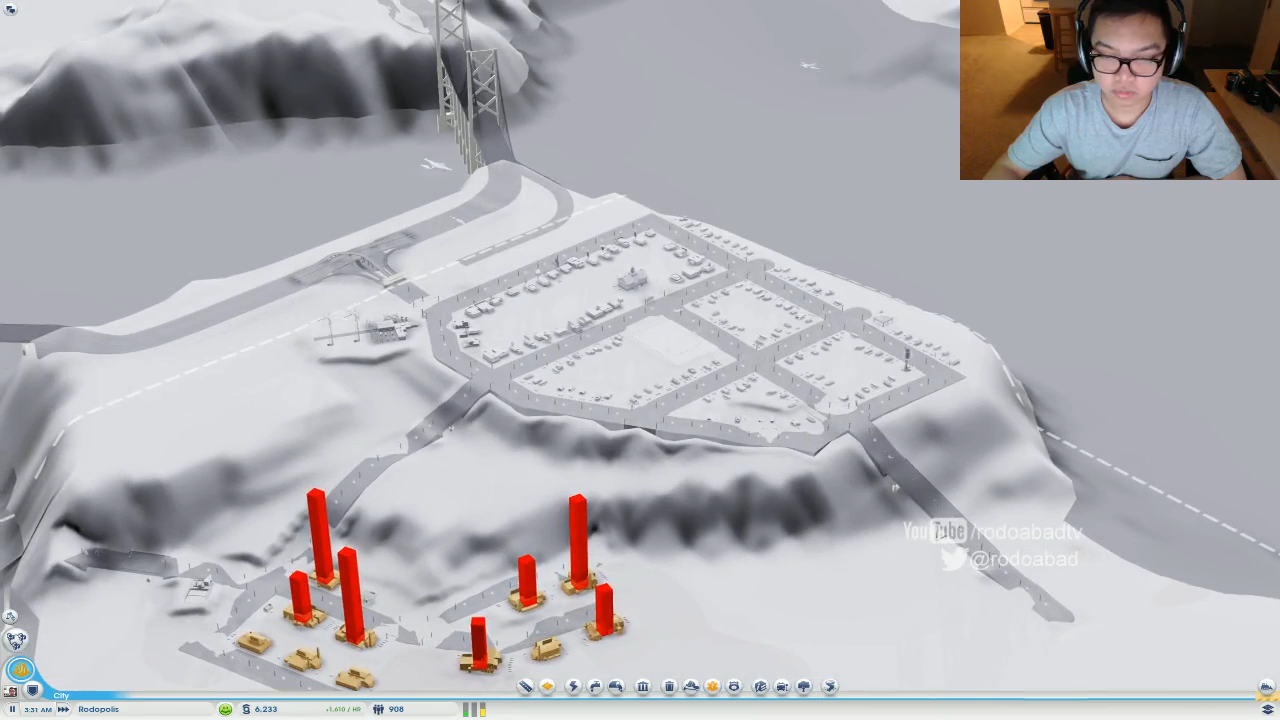 YouTube /rodoabadtv
@rodoabad
City
3:31 AM Rodopolis 6,233 +1,610 / HR 908